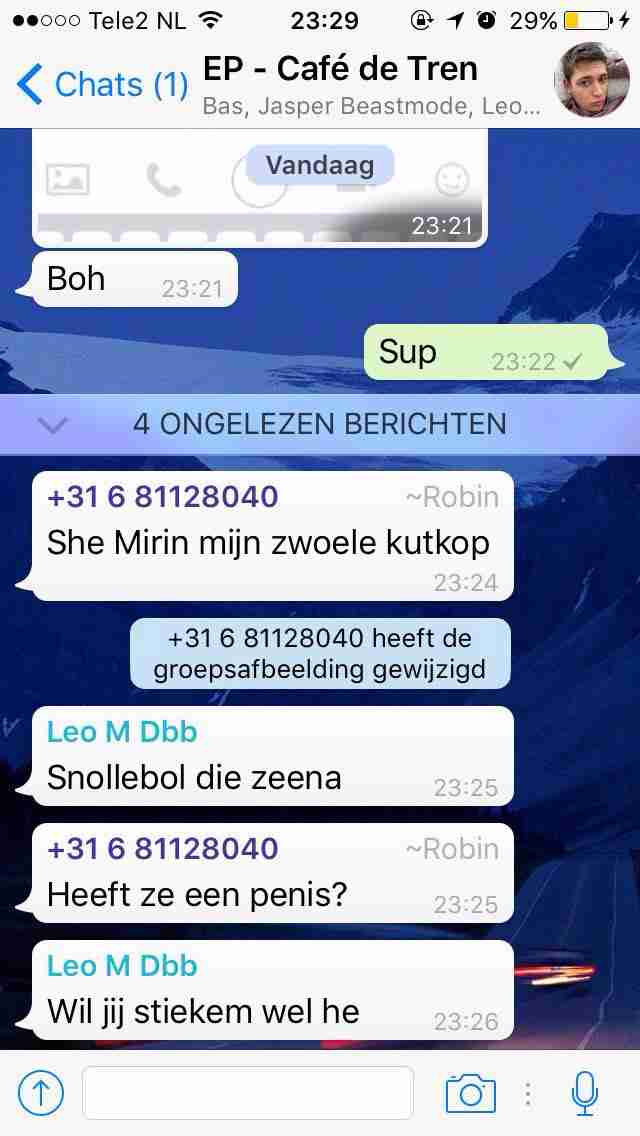 Tele2 NL 23:29 29%
Chats (1) EP - Café de Tren
Bas, Jasper Beastmode, Leo...
Vandaag
23:21
Boh 23:21
Sup 23:22
4 ONGELEZEN BERICHTEN
+31 6 81128040 ~Robin
She Mirin mijn zwoele kutkop
23:24
+31 6 81128040 heeft de
groepsafbeelding gewijzigd
Leo M Dbb
Snollebol die zeena 23:25
+31 6 81128040 ~Robin
Heeft ze een penis? 23:25
Leo M Dbb
Wil jij stiekem wel he 23:26